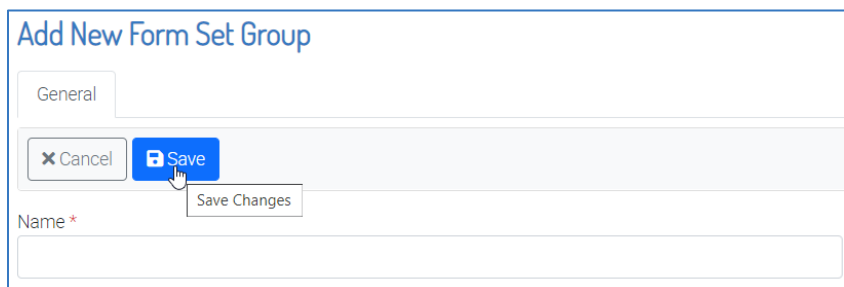 Add New Form Set Group
General
Cancel Save
Save Changes
Name *